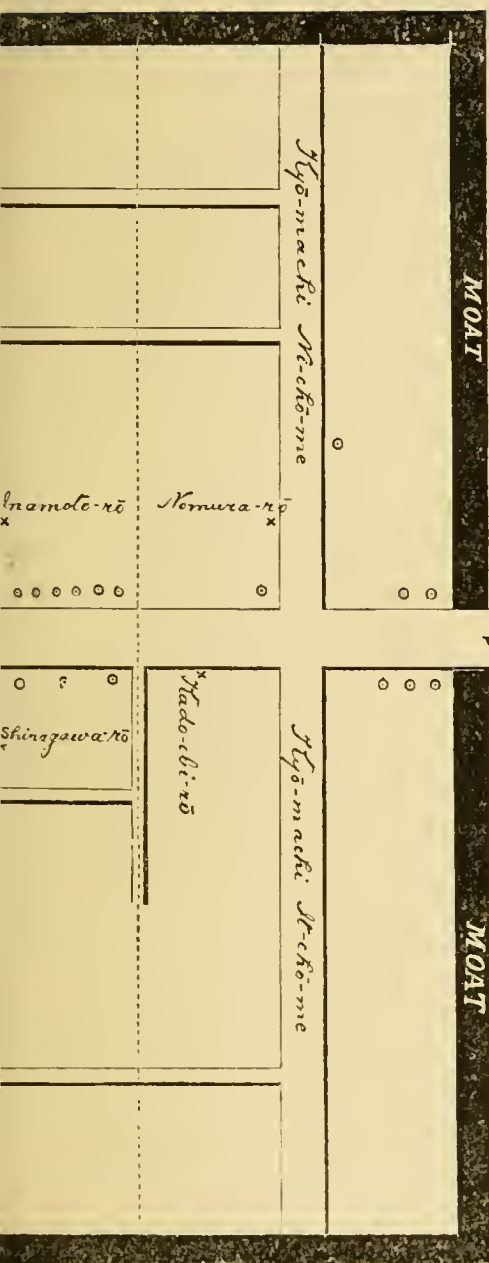 MOAT
Kyō-machi Ni-chō-me
Inamoto-rō
Nomura-rō
Shinagawa-rō
Kado-ebi-rō
Kyō-machi It-chō-me
MOAT